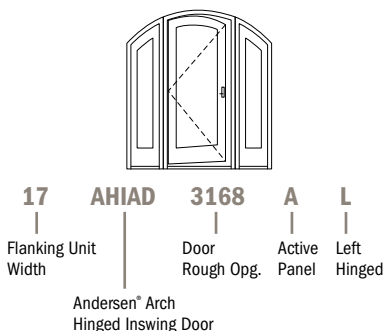 17 AHIAD 3168 A L
Flanking Unit Width
Door Rough Opg.
Active Panel
Left Hinged
Andersen® Arch
Hinged Inswing Door